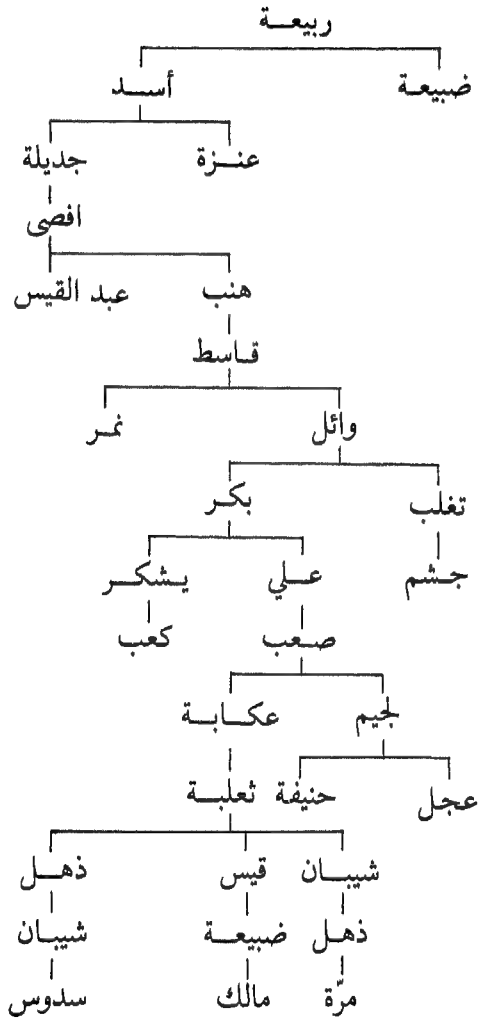 ربيعة
ضبيعة أسد
عنزة جديلة
افصى
هنب عبد القيس
قاسط
وائل نمر
تغلب بكر
جشم علي يشكر
صعب كعب
لجيم عكابة
عجل حنيفة ثعلبة
شيبان قيس ذهل
ذهل ضبيعة شيبان
مرّة مالك سدوس